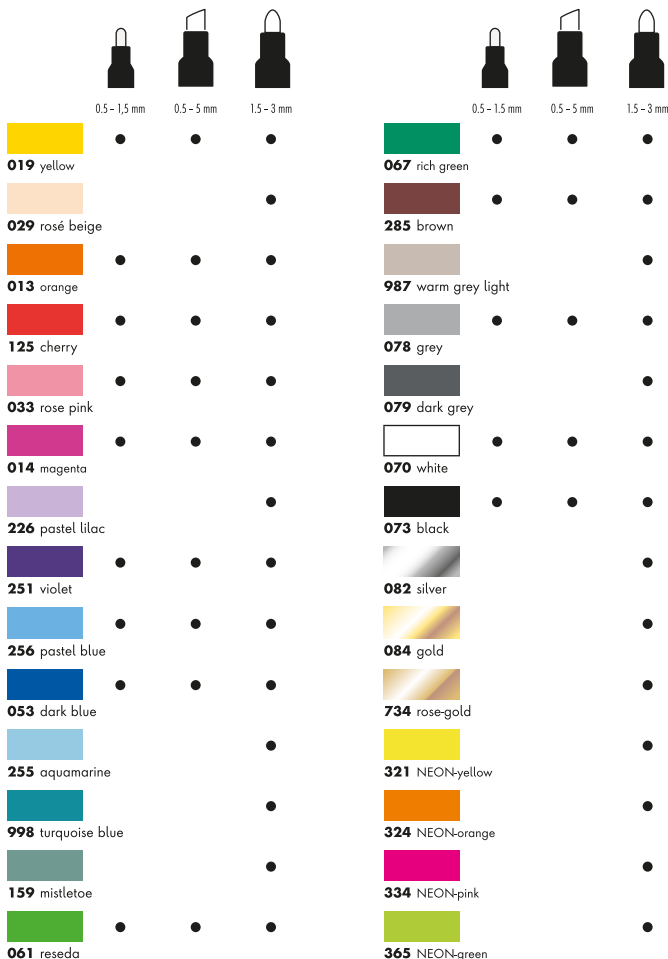 0.5 – 1,5 mm 0.5 – 5 mm 1.5 – 3 mm
019 yellow
029 rosé beige
013 orange
125 cherry
033 rose pink
014 magenta
226 pastel lilac
251 violet
256 pastel blue
053 dark blue
255 aquamarine
998 turquoise blue
159 mistletoe
061 reseda
0.5 – 1.5 mm 0.5 – 5 mm 1.5 – 3 mm
067 rich green
285 brown
987 warm grey light
078 grey
079 dark grey
070 white
073 black
082 silver
084 gold
734 rose-gold
321 NEON-yellow
324 NEON-orange
334 NEON-pink
365 NEON-green